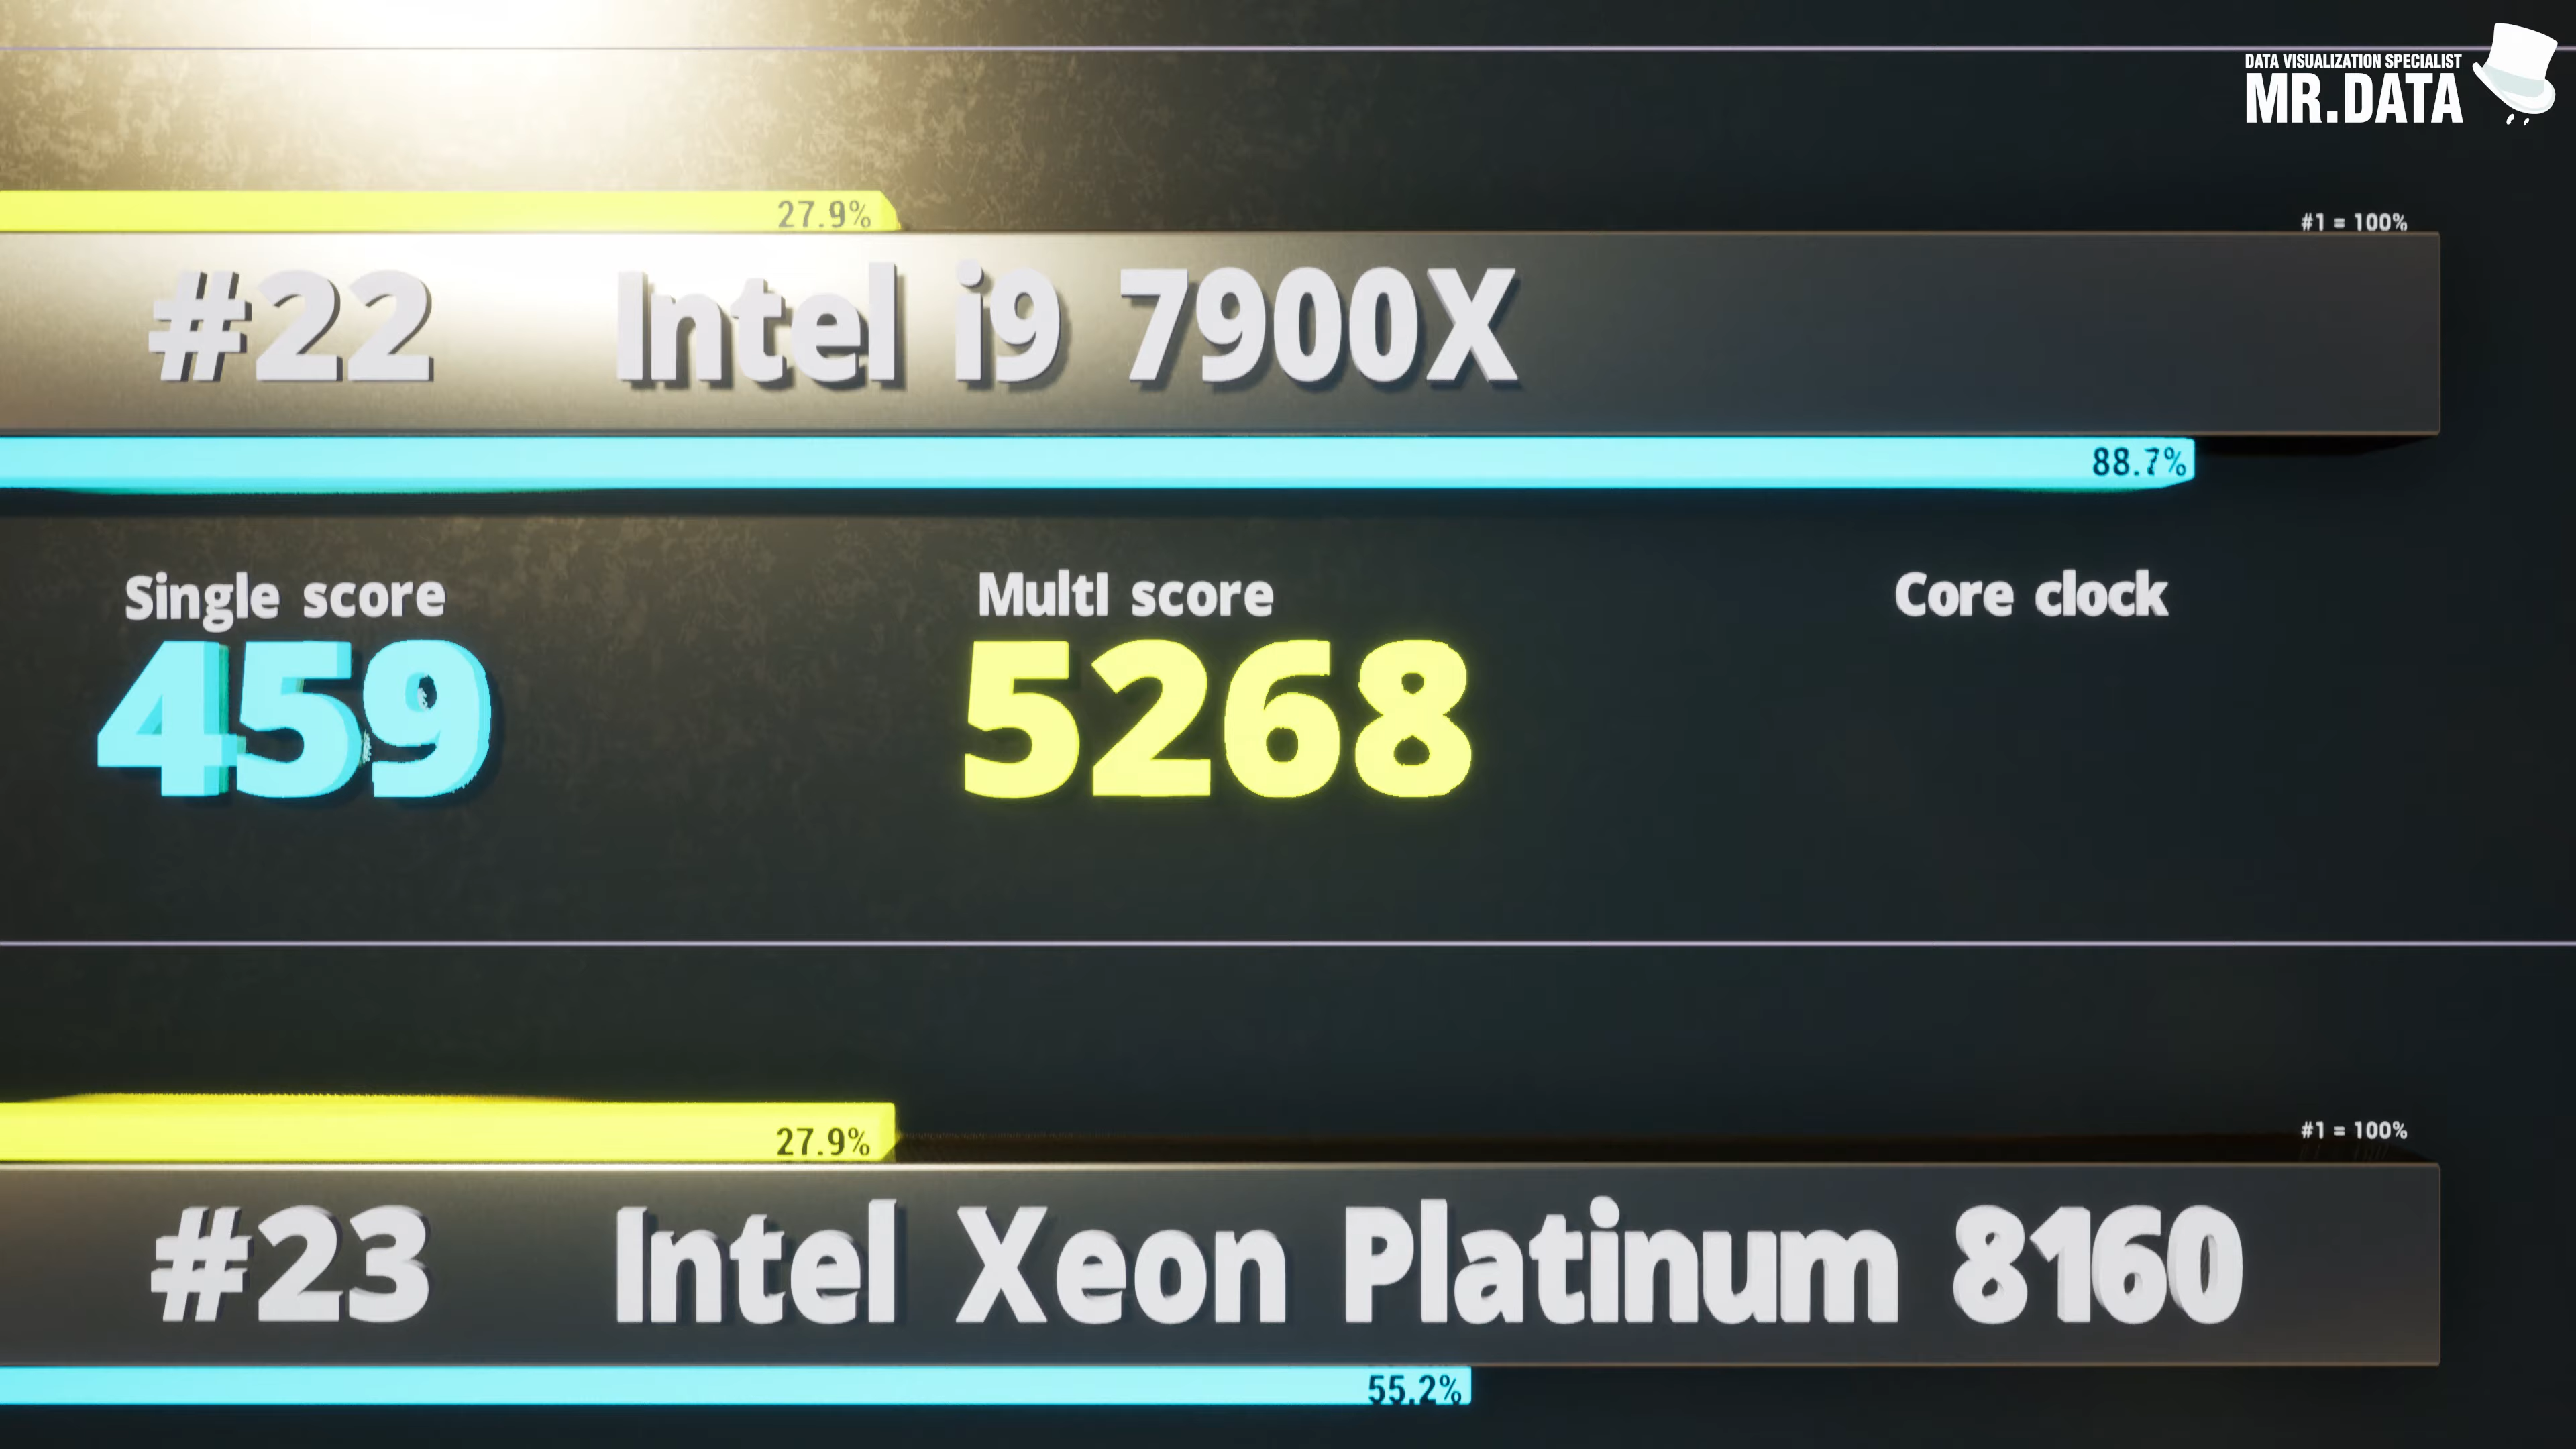 DATA VISUALIZATION SPECIALIST
MR.DATA
27.9%
#1 = 100%
#22 Intel i9 7900X
88.7%
Single score MultI score Core clock
459 5268
27.9%
#1 = 100%
#23 Intel Xeon Platinum 8160
55.2%